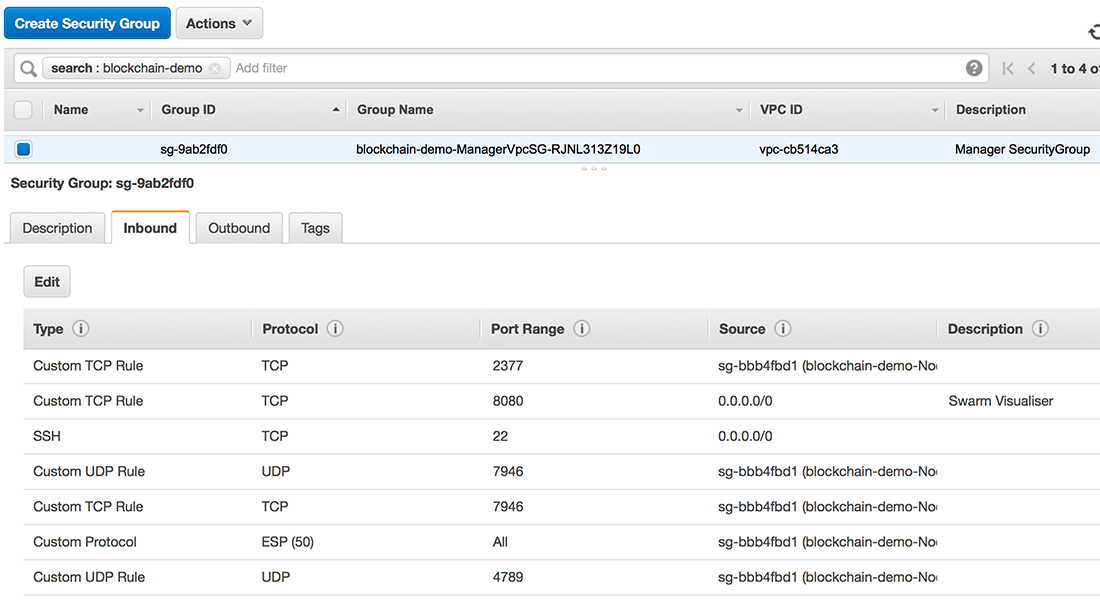 Create Security Group Actions
search : blockchain-demo Add filter 1 to 4 of
Name Group ID Group Name VPC ID Description
sg-9ab2fdf0 blockchain-demo-ManagerVpcSG-RJNL313Z19L0 vpc-cb514ca3 Manager SecurityGroup
Security Group: sg-9ab2fdf0
Description Inbound Outbound Tags
Edit
Type Protocol Port Range Source Description
Custom TCP Rule TCP 2377 sg-bbb4fbd1 (blockchain-demo-No
Custom TCP Rule TCP 8080 0.0.0.0/0 Swarm Visualiser
SSH TCP 22 0.0.0.0/0
Custom UDP Rule UDP 7946 sg-bbb4fbd1 (blockchain-demo-No
Custom TCP Rule TCP 7946 sg-bbb4fbd1 (blockchain-demo-No
Custom Protocol ESP (50) All sg-bbb4fbd1 (blockchain-demo-No
Custom UDP Rule UDP 4789 sg-bbb4fbd1 (blockchain-demo-No